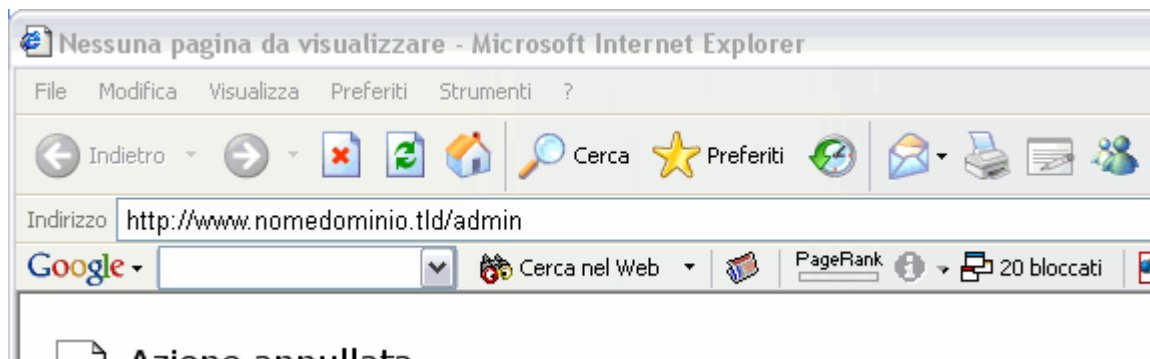 Nessuna pagina da visualizzare - Microsoft Internet Explorer
File Modifica Visualizza Preferiti Strumenti ?
Indietro Cerca Preferiti
Indirizzo http://www.nomedominio.tld/admin
Google Cerca nel Web PageRank 20 bloccati
Azione annullata